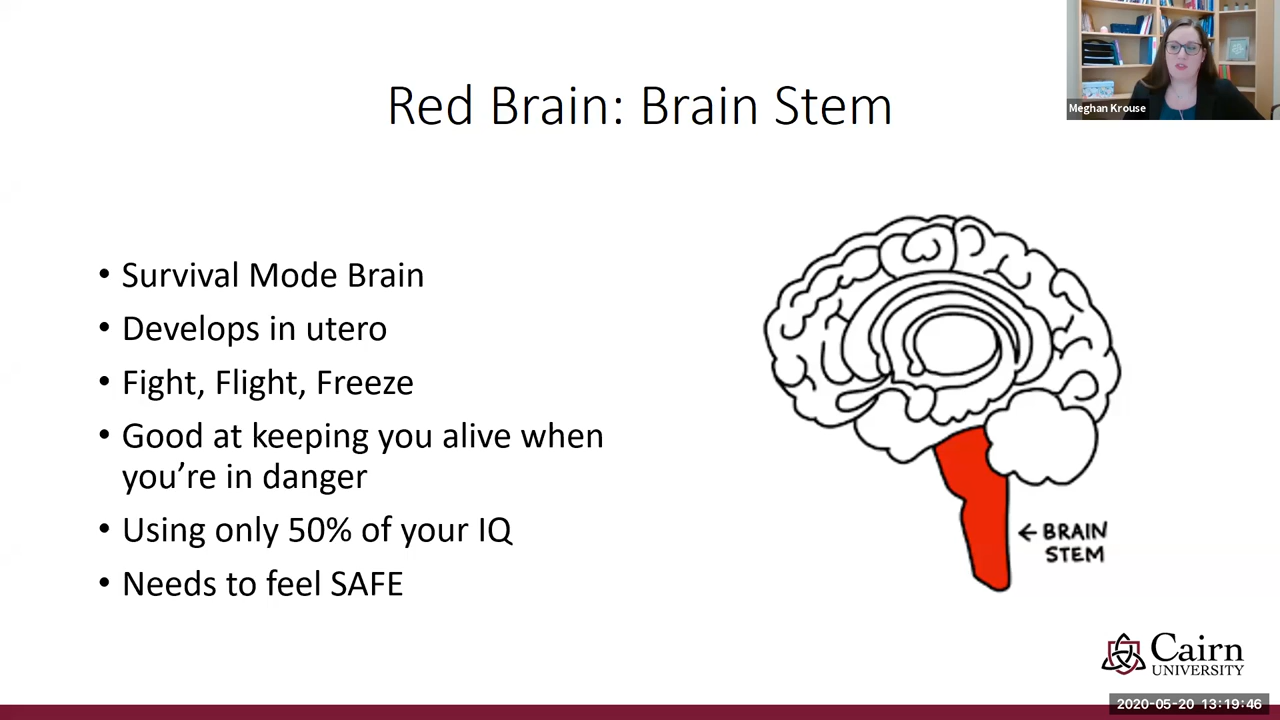 Meghan Krouse
Red Brain: Brain Stem
• Survival Mode Brain
• Develops in utero
• Fight, Flight, Freeze
• Good at keeping you alive when
you’re in danger
• Using only 50% of your IQ
• Needs to feel SAFE
← BRAIN
STEM
Cairn
UNIVERSITY
2020-05-20 13:19:46